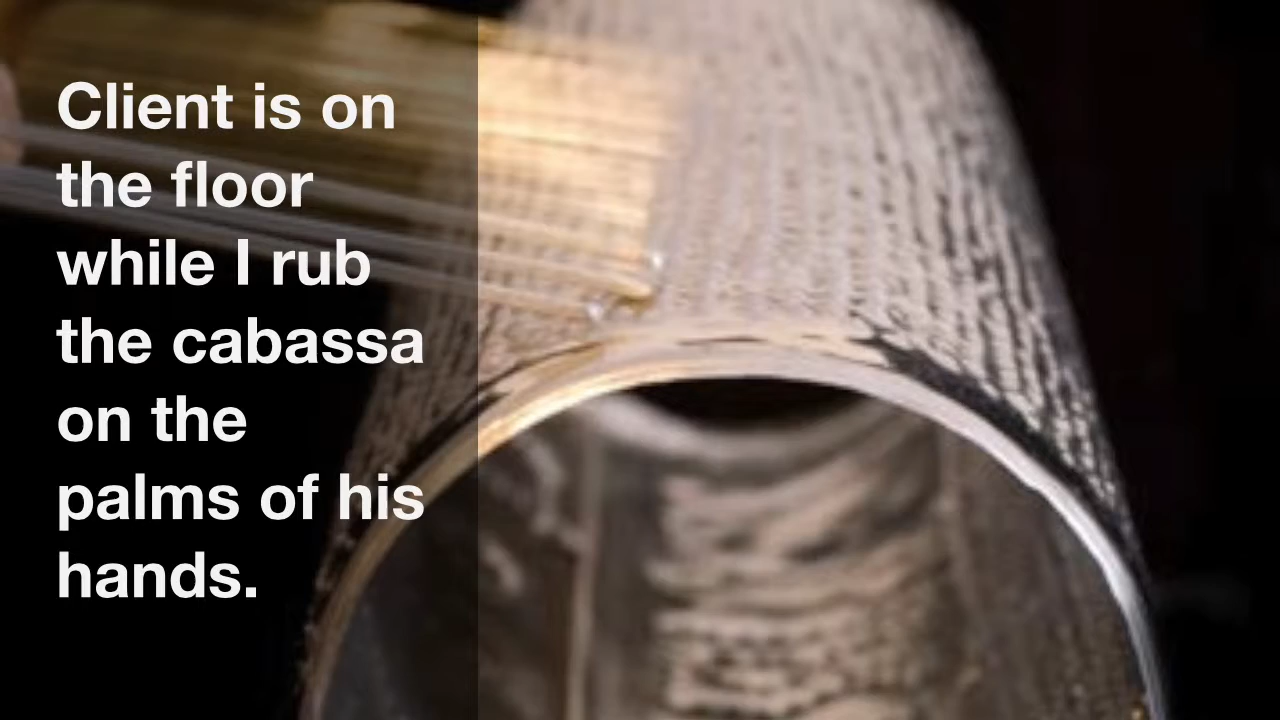 Client is on
the floor
while I rub
the cabassa
on the
palms of his
hands.